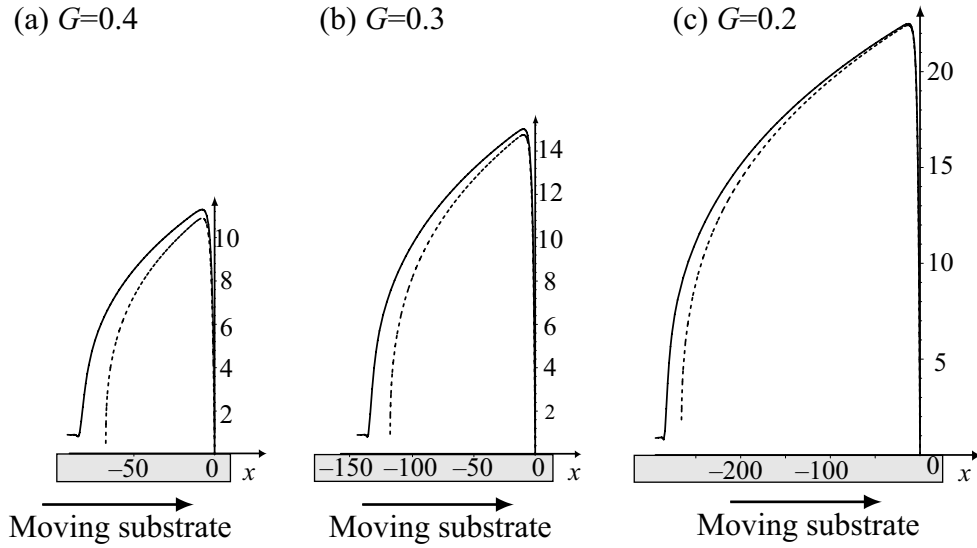 (a) G=0.4
(b) G=0.3
(c) G=0.2
10
8
6
4
2
–50
0
x
Moving substrate
14
12
10
8
6
4
2
–150
–100
–50
0
x
Moving substrate
20
15
10
5
–200
–100
0
x
Moving substrate